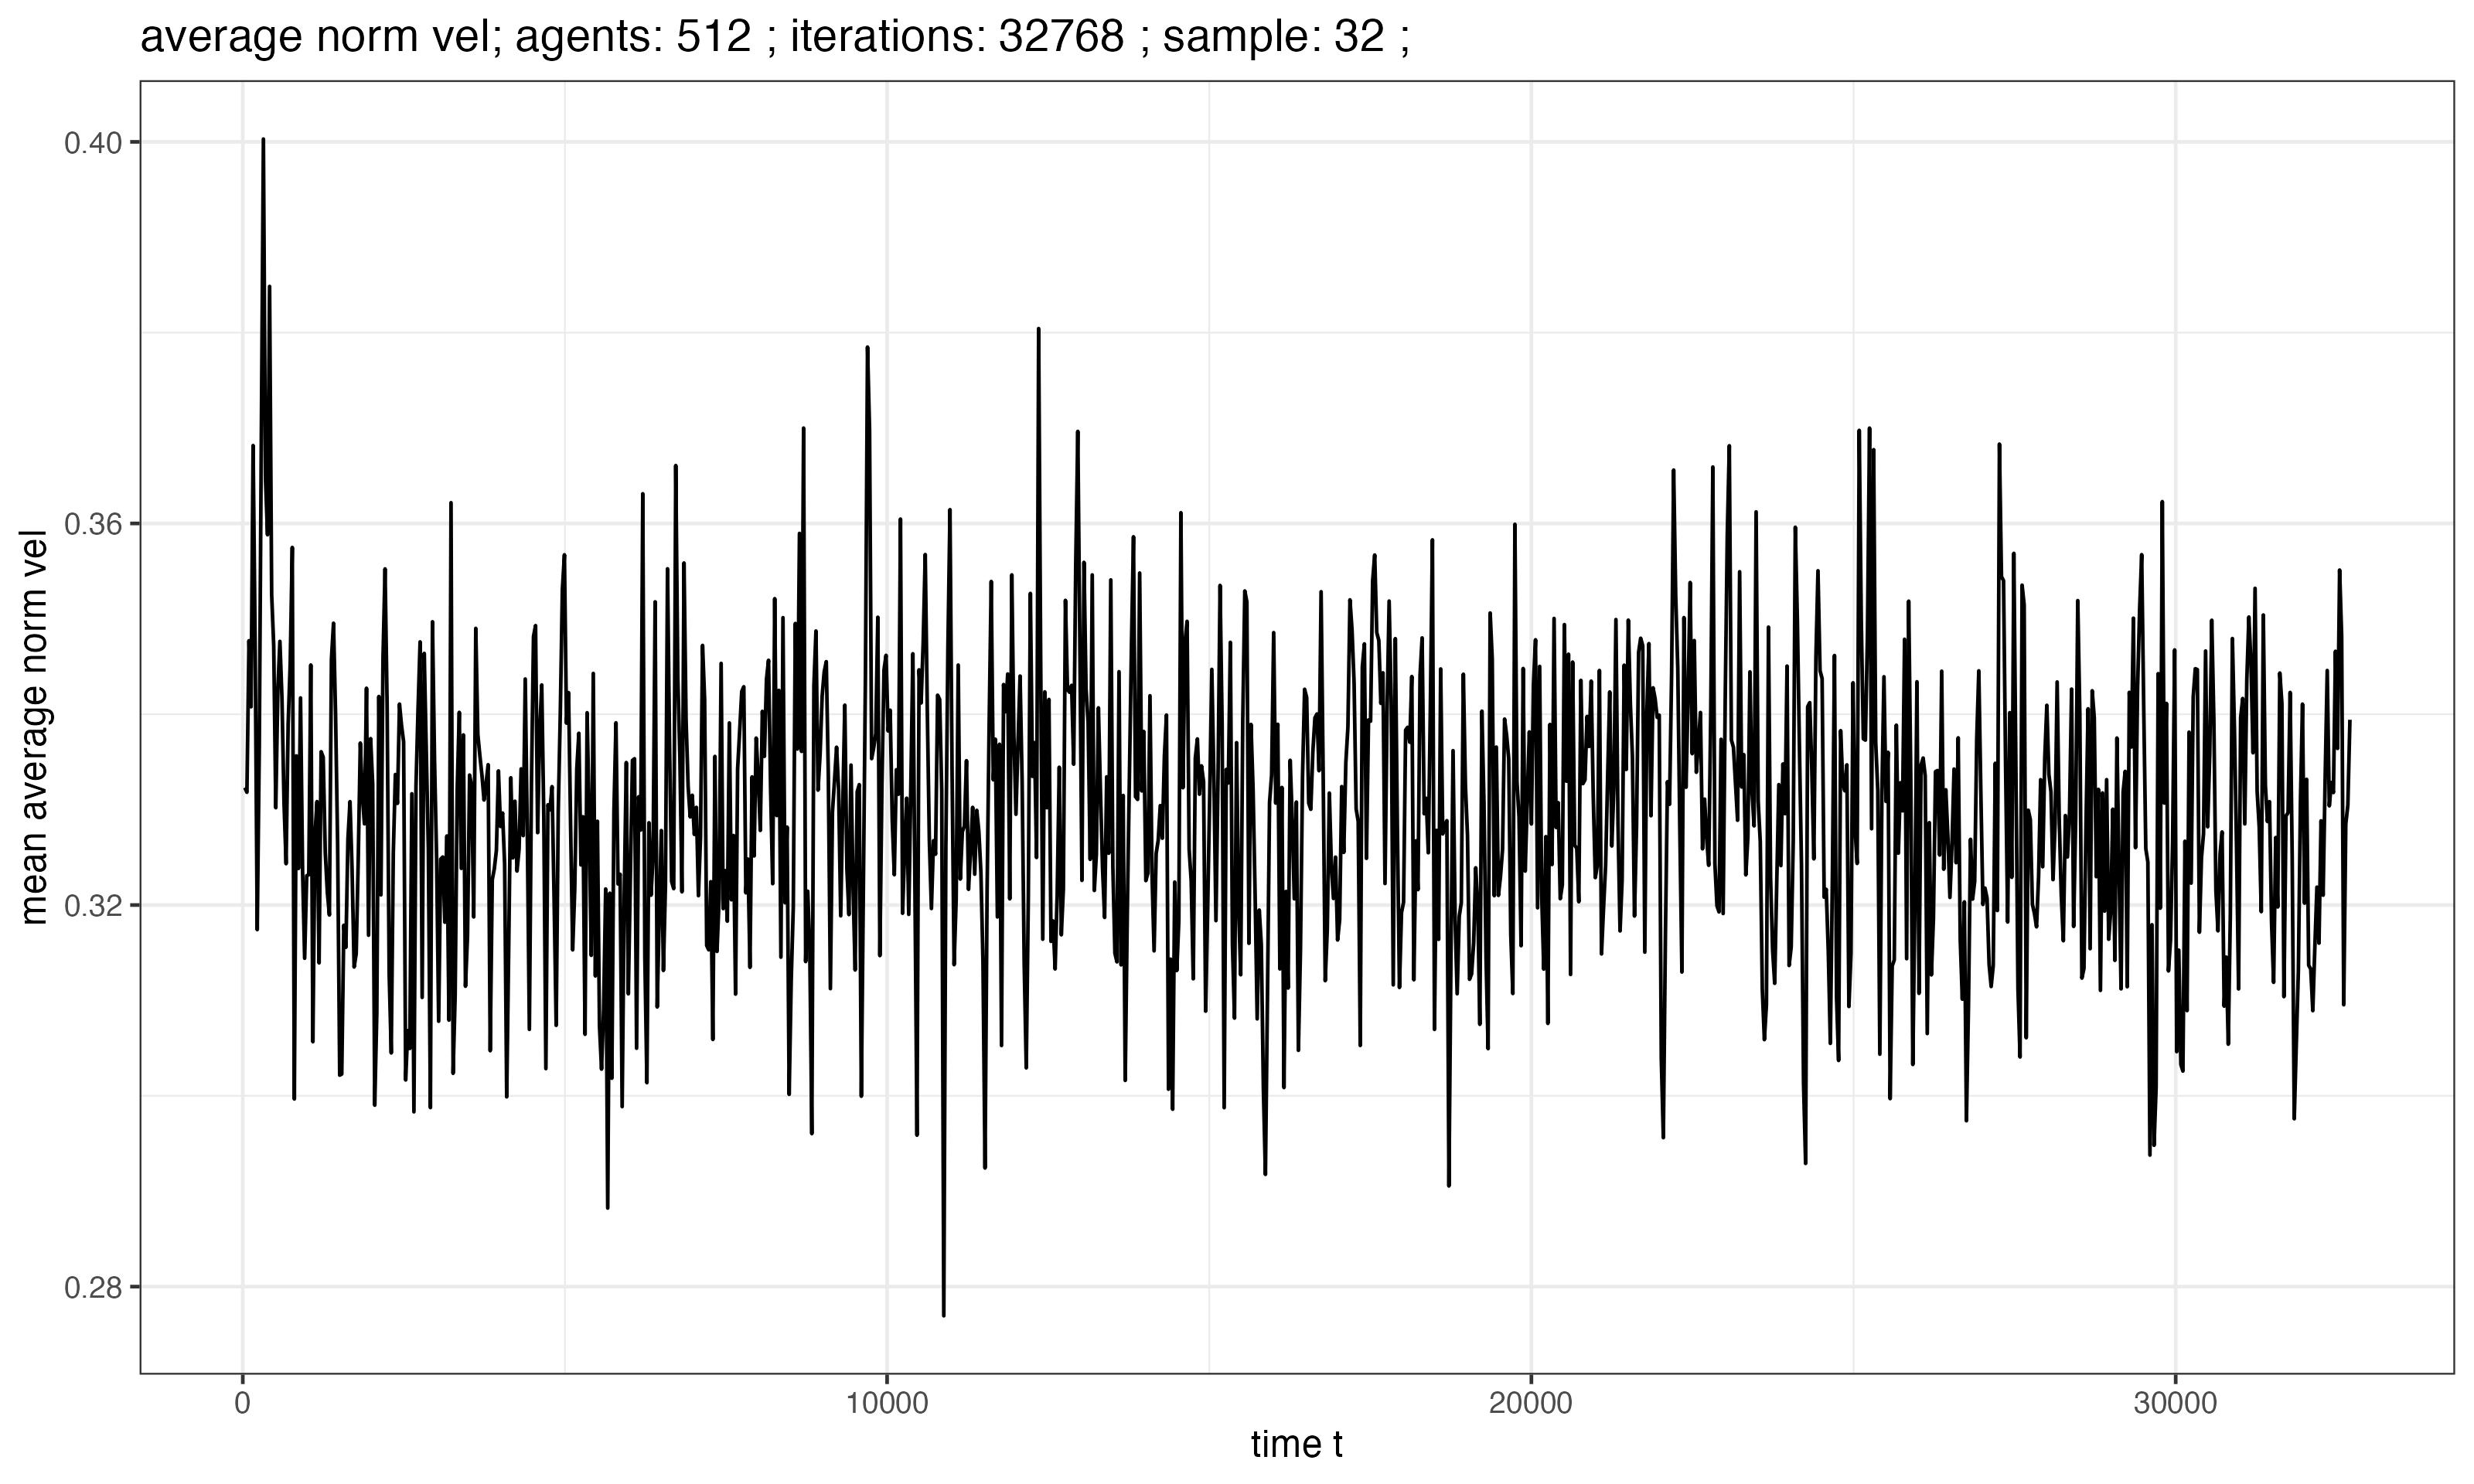 average norm vel; agents: 512 ; iterations: 32768 ; sample: 32 ;
mean average norm vel
0.40
0.36
0.32
0.28
0
10000
20000
30000
time t